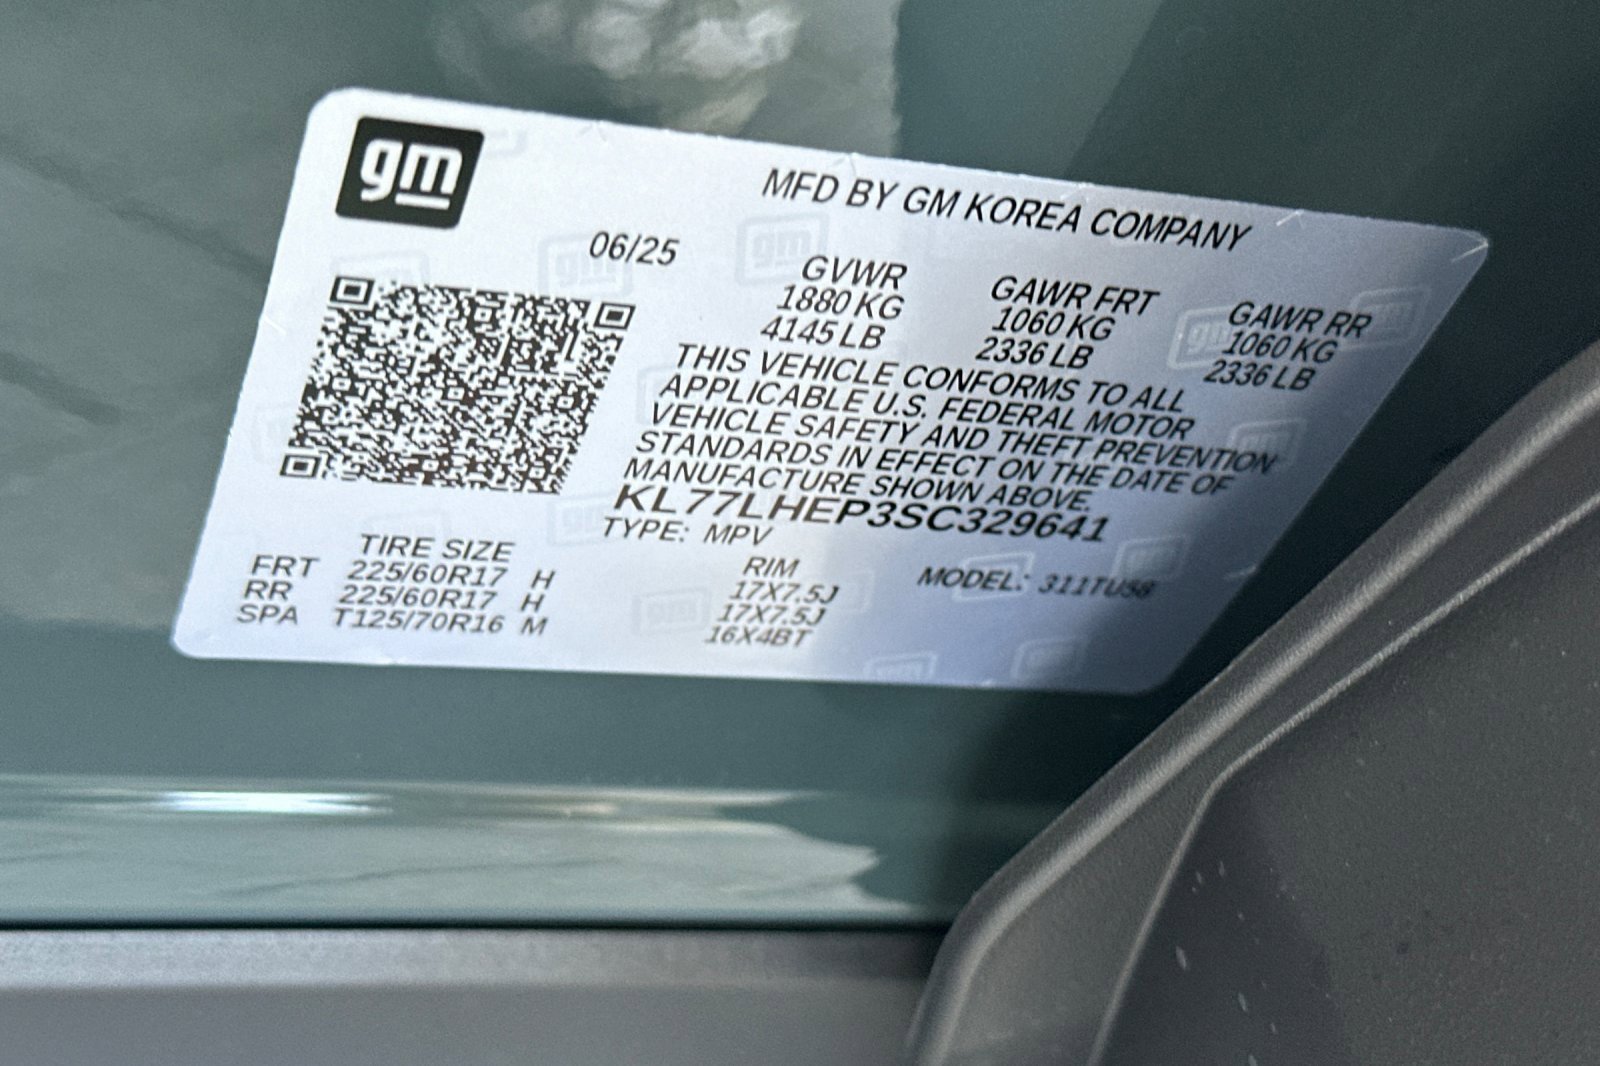 gm
MFD BY GM KOREA COMPANY
06/25
GVWR GAWR FRT GAWR RR
1880 KG 1060 KG 1060 KG
4145 LB 2336 LB 2336 LB
THIS VEHICLE CONFORMS TO ALL
APPLICABLE U.S. FEDERAL MOTOR
VEHICLE SAFETY AND THEFT PREVENTION
STANDARDS IN EFFECT ON THE DATE OF
MANUFACTURE SHOWN ABOVE.
KL77LHEP3SC329641
TYPE: MPV
TIRE SIZE RIM MODEL: 311TU58
FRT 225/60R17 H 17X7.5J
RR 225/60R17 H 17X7.5J
SPA T125/70R16 M 16X4BT